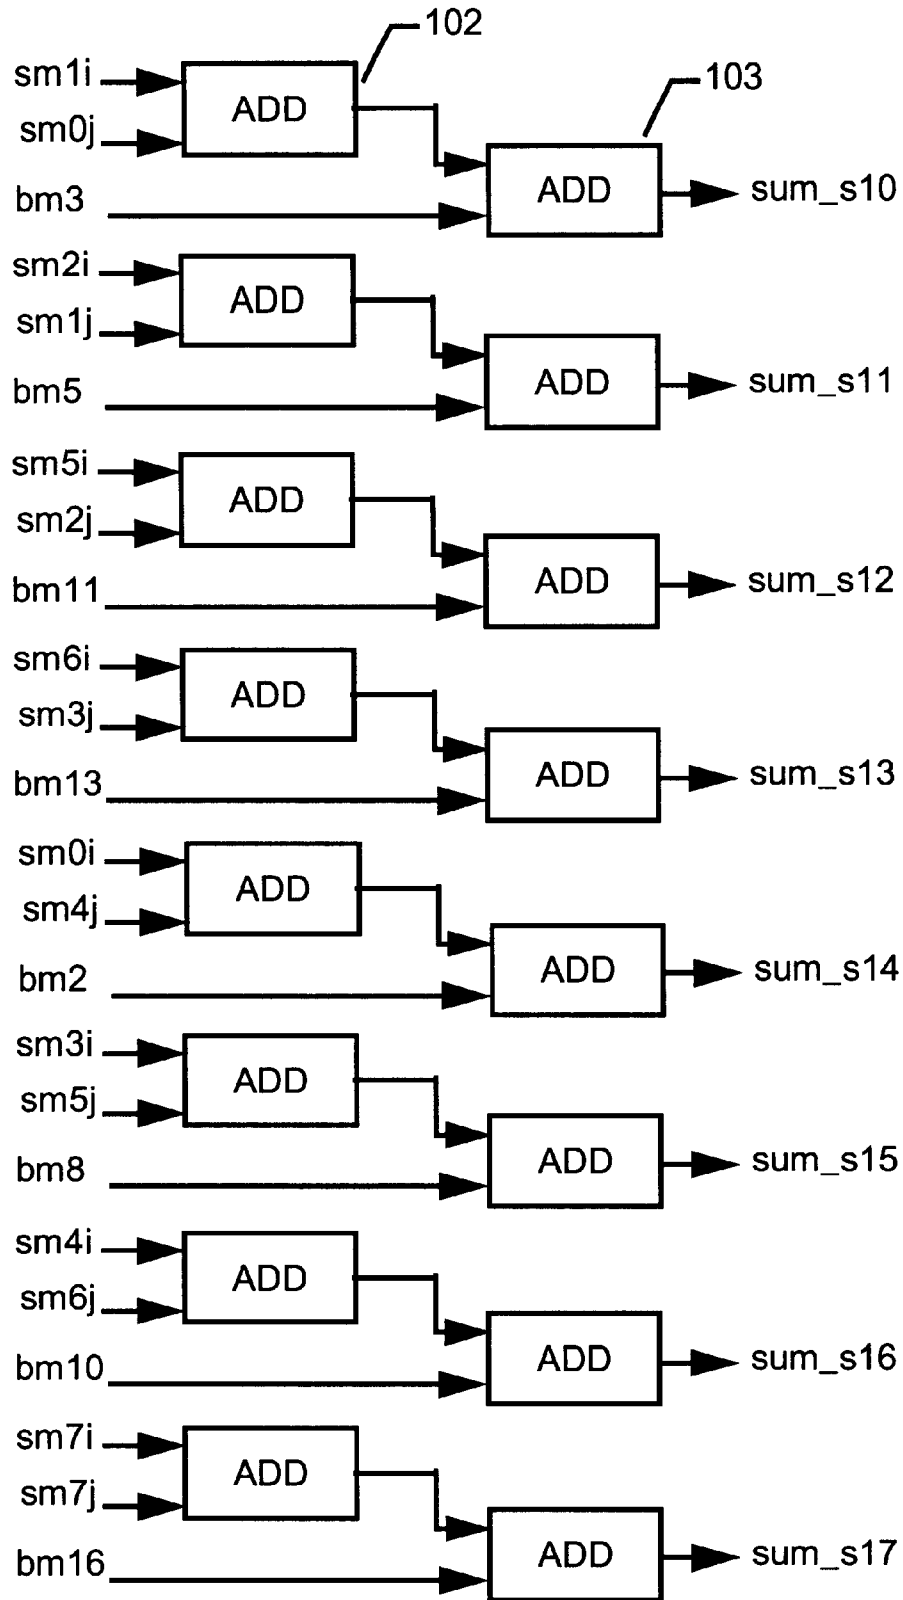 102
sm1i
ADD
103
sm0j
ADD
sum_s10
bm3
sm2i
ADD
sm1j
ADD
sum_s11
bm5
sm5i
ADD
sm2j
ADD
sum_s12
bm11
sm6i
ADD
sm3j
ADD
sum_s13
bm13
sm0i
ADD
sm4j
ADD
sum_s14
bm2
sm3i
ADD
sm5j
ADD
sum_s15
bm8
sm4i
ADD
sm6j
ADD
sum_s16
bm10
sm7i
ADD
sm7j
ADD
sum_s17
bm16